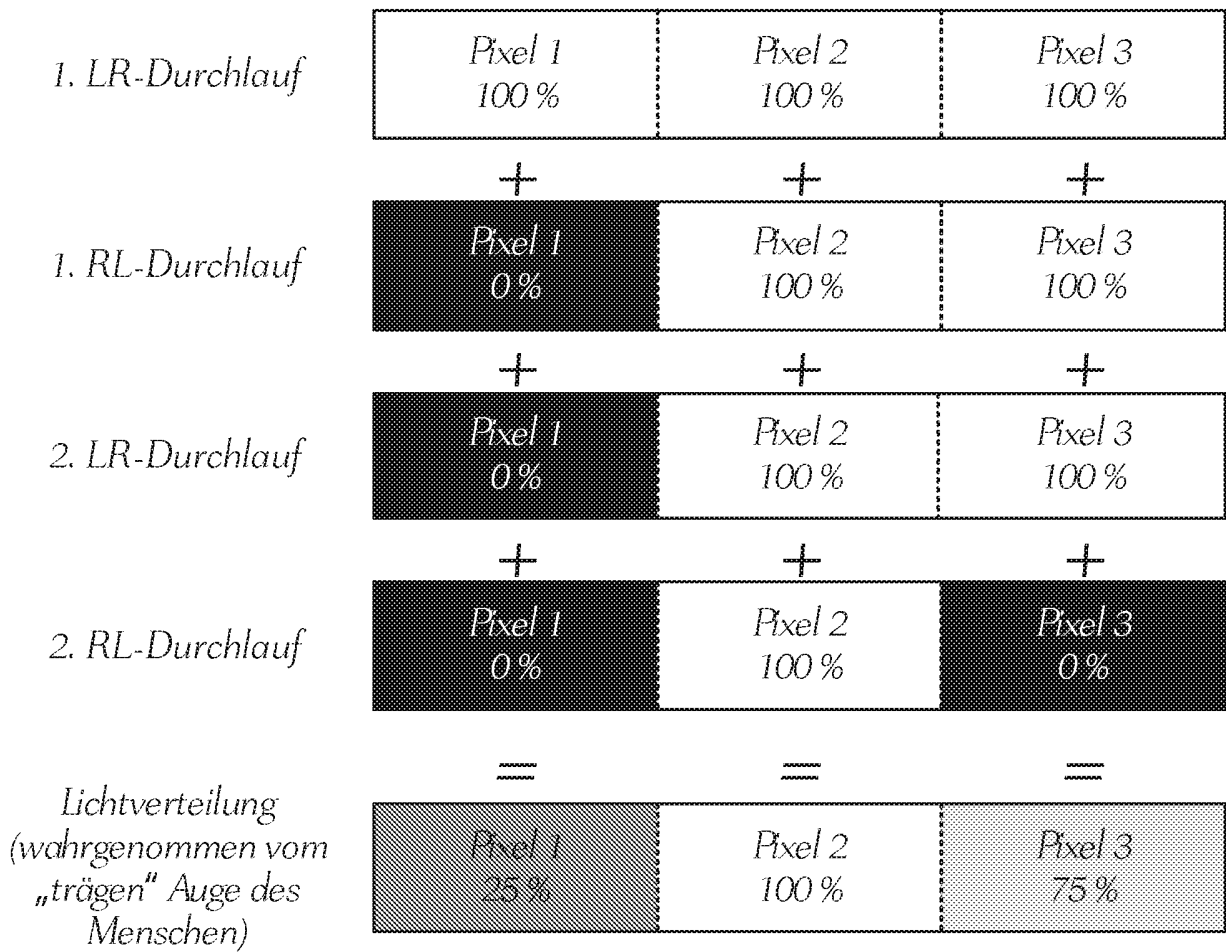 1. LR-Durchlauf
Pixel 1
100 %
Pixel 2
100 %
Pixel 3
100 %
+ + +
1. RL-Durchlauf
Pixel 1
0 %
Pixel 2
100 %
Pixel 3
100 %
+ + +
2. LR-Durchlauf
Pixel 1
0 %
Pixel 2
100 %
Pixel 3
100 %
+ + +
2. RL-Durchlauf
Pixel 1
0 %
Pixel 2
100 %
Pixel 3
0 %
= = =
Lichtverteilung
(wahrgenommen vom
„trägen“ Auge des
Menschen)
Pixel 1
25 %
Pixel 2
100 %
Pixel 3
75 %